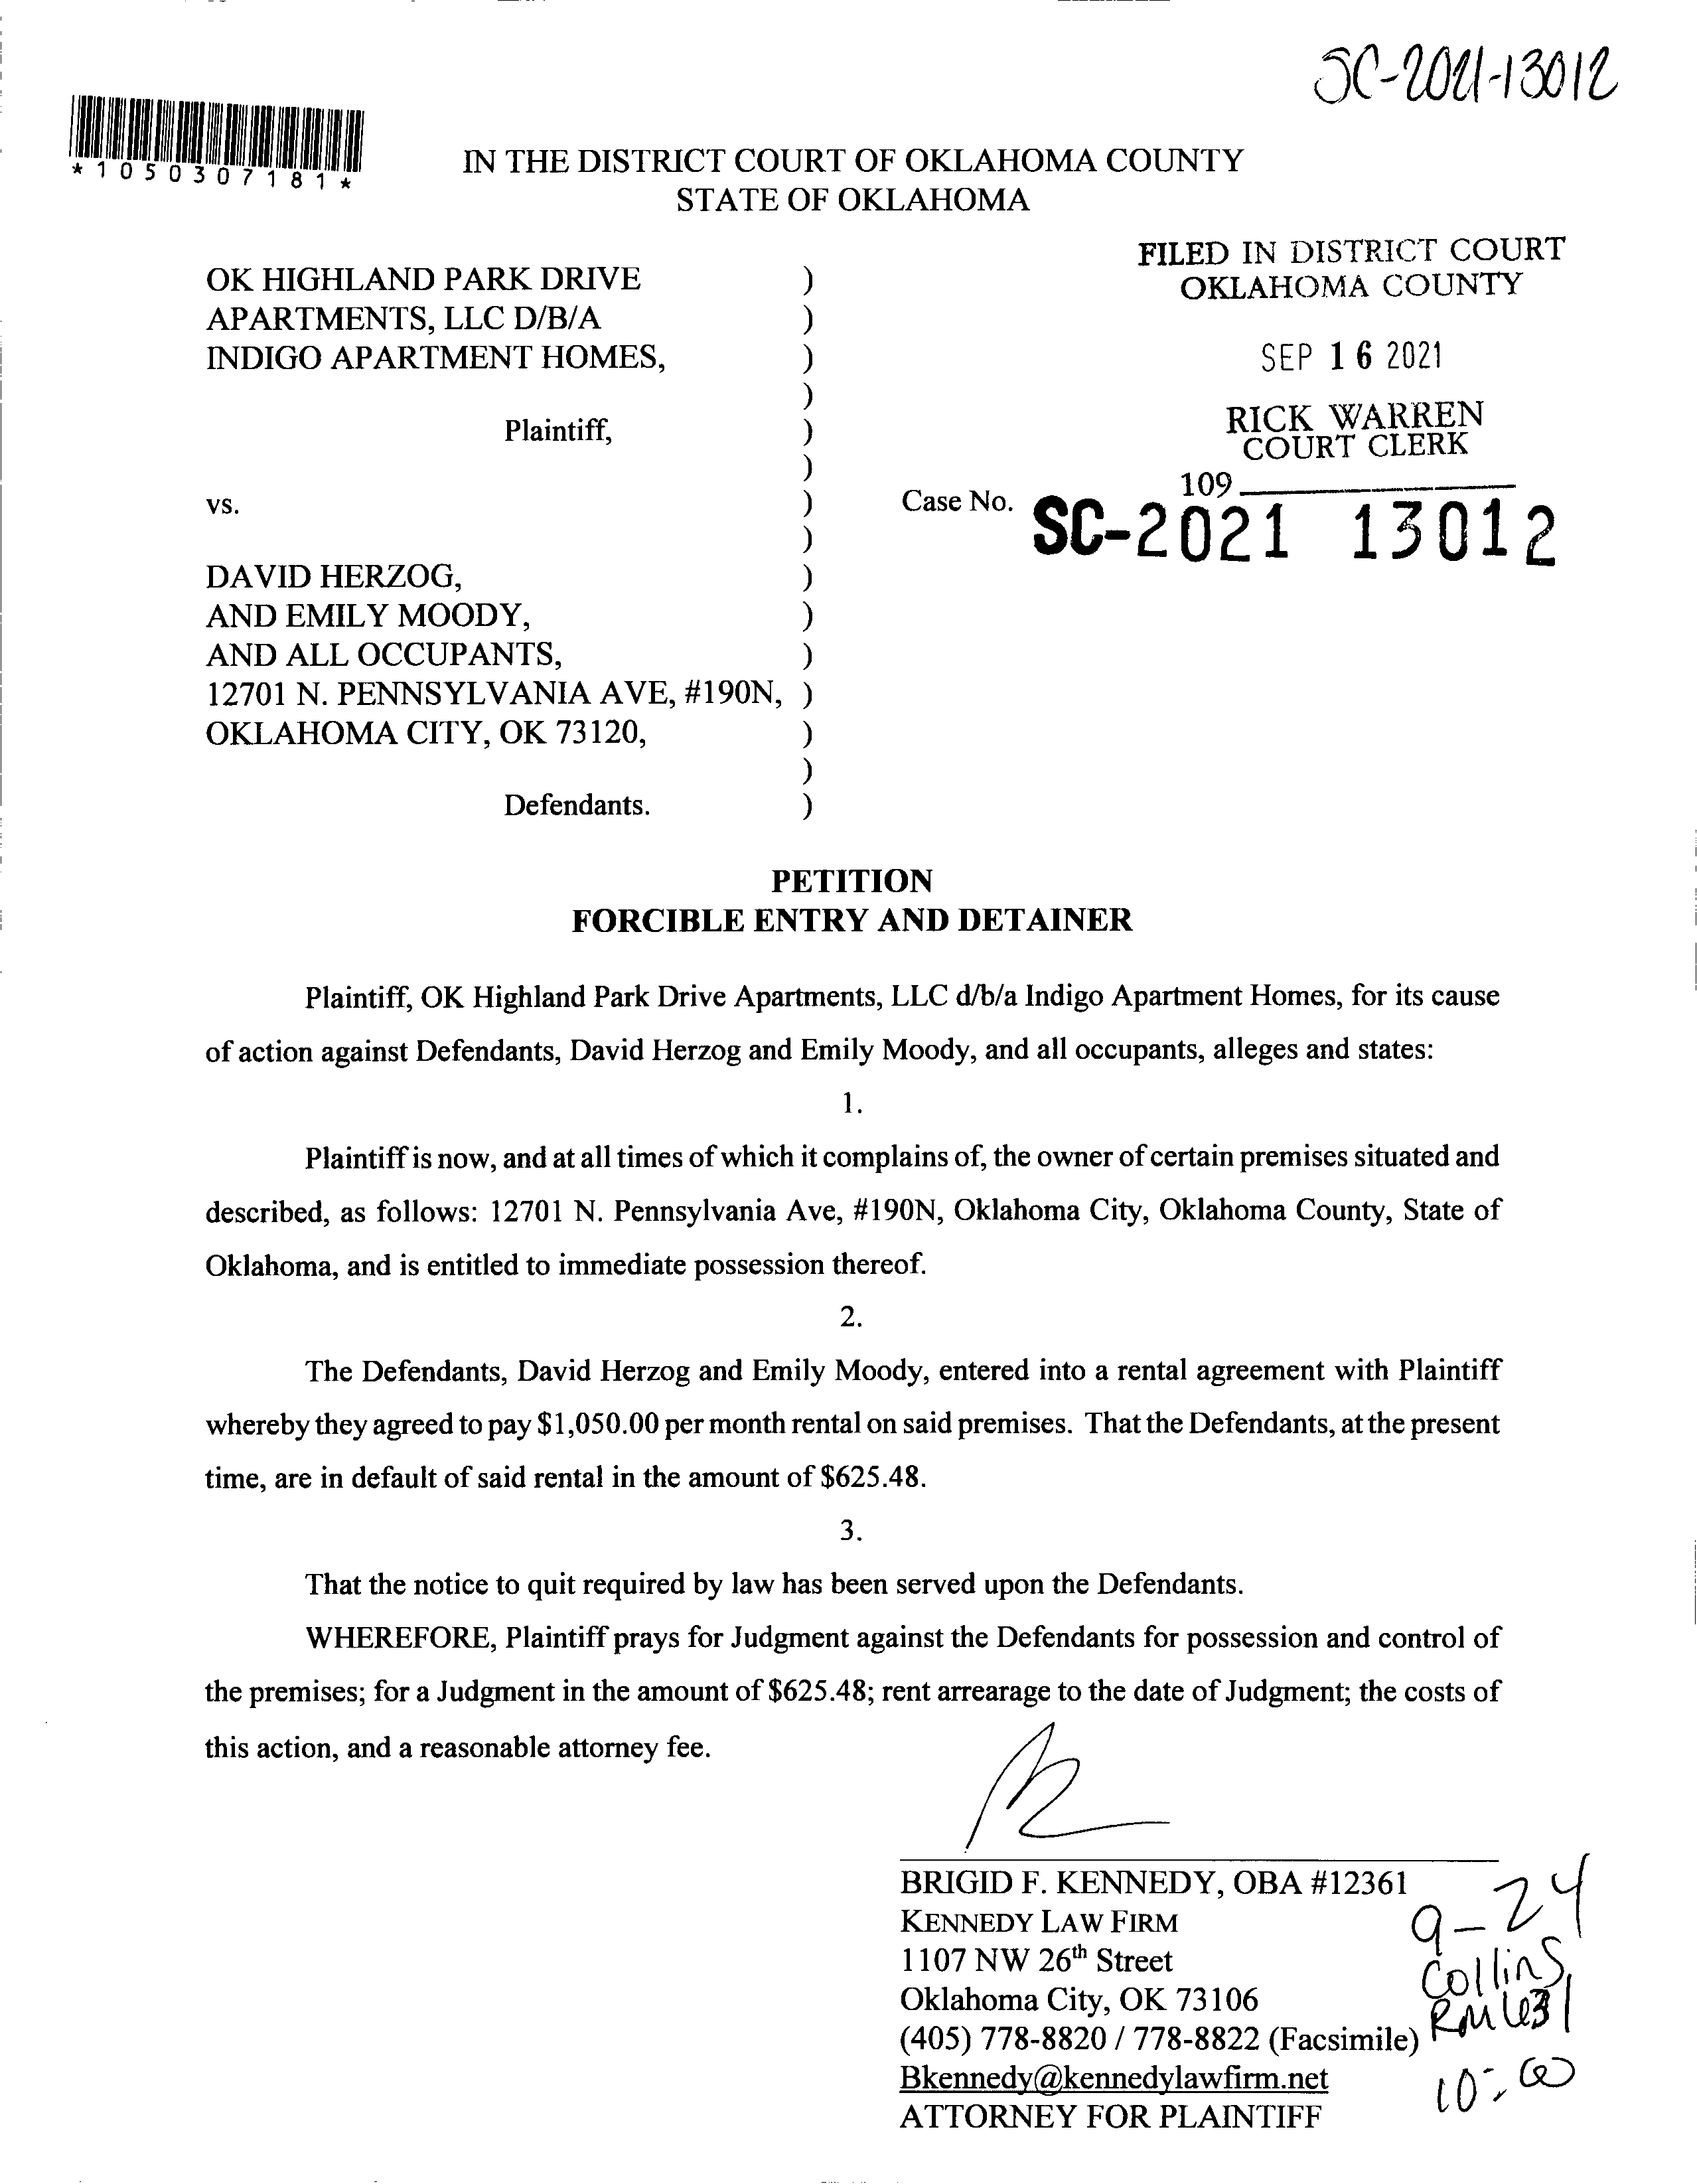 SC-2021-13012
*1050307181*
IN THE DISTRICT COURT OF OKLAHOMA COUNTY
STATE OF OKLAHOMA
FILED IN DISTRICT COURT
OKLAHOMA COUNTY
SEP 16 2021
RICK WARREN
COURT CLERK
109
OK HIGHLAND PARK DRIVE )
APARTMENTS, LLC D/B/A )
INDIGO APARTMENT HOMES, )
)
Plaintiff, )
)
vs. ) Case No. SC-2021 13012
)
DAVID HERZOG, )
AND EMILY MOODY, )
AND ALL OCCUPANTS, )
12701 N. PENNSYLVANIA AVE, #190N, )
OKLAHOMA CITY, OK 73120, )
)
Defendants. )
PETITION
FORCIBLE ENTRY AND DETAINER
Plaintiff, OK Highland Park Drive Apartments, LLC d/b/a Indigo Apartment Homes, for its cause
of action against Defendants, David Herzog and Emily Moody, and all occupants, alleges and states:
1.
Plaintiff is now, and at all times of which it complains of, the owner of certain premises situated and
described, as follows: 12701 N. Pennsylvania Ave, #190N, Oklahoma City, Oklahoma County, State of
Oklahoma, and is entitled to immediate possession thereof.
2.
The Defendants, David Herzog and Emily Moody, entered into a rental agreement with Plaintiff
whereby they agreed to pay $1,050.00 per month rental on said premises. That the Defendants, at the present
time, are in default of said rental in the amount of $625.48.
3.
That the notice to quit required by law has been served upon the Defendants.
WHEREFORE, Plaintiff prays for Judgment against the Defendants for possession and control of
the premises; for a Judgment in the amount of $625.48; rent arrearage to the date of Judgment; the costs of
this action, and a reasonable attorney fee.
BRIGID F. KENNEDY, OBA #12361
KENNEDY LAW FIRM
1107 NW 26th Street
Oklahoma City, OK 73106
(405) 778-8820 / 778-8822 (Facsimile)
Bkennedy@kennedylawfirm.net
ATTORNEY FOR PLAINTIFF
9-24
Collins
10:00